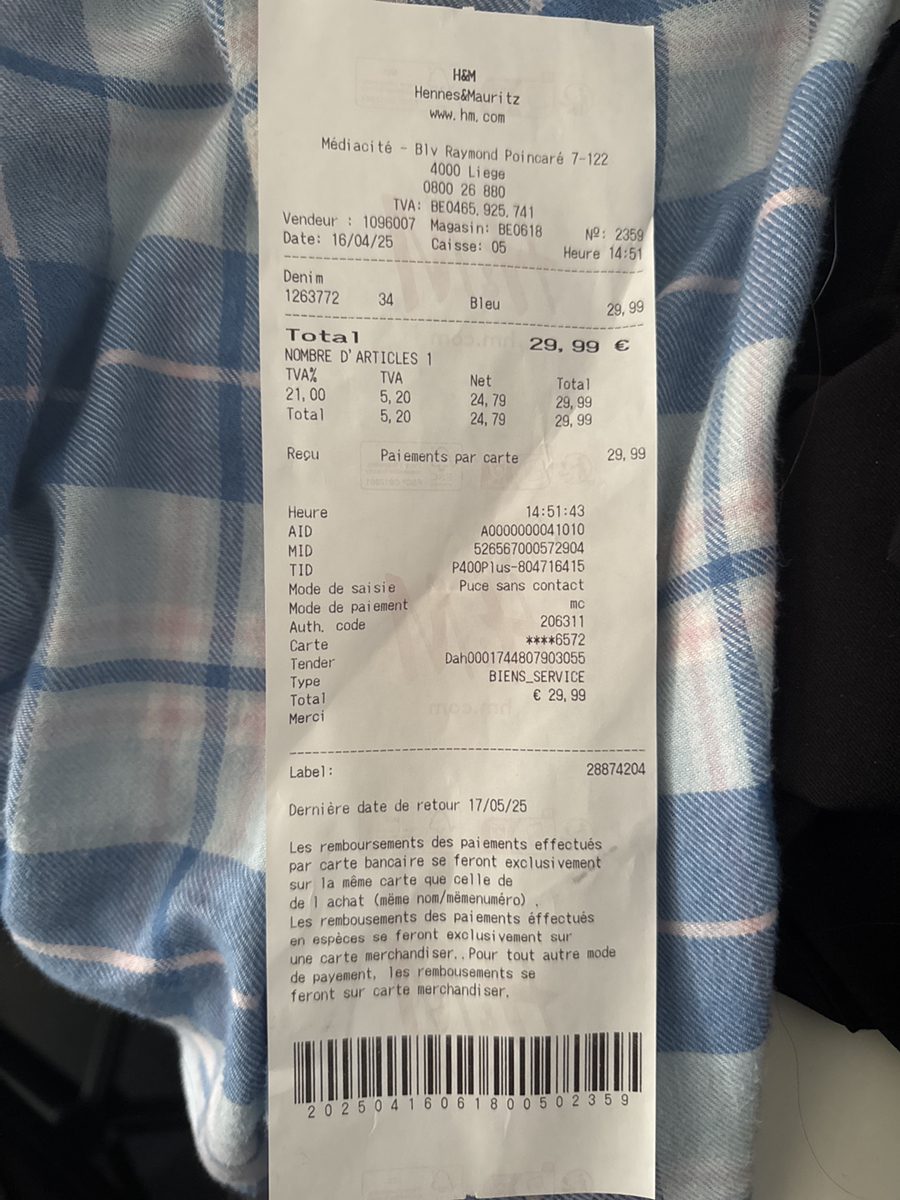 H&M
Hennes&Mauritz
www.hm.com
Médiacité - Blv Raymond Poincaré 7-122
4000 Liege
0800 26 880
TVA: BE0465.925.741
Vendeur : 1096007 Magasin: BE0618 Nº: 2359
Date: 16/04/25 Caisse: 05 Heure 14:51
Denim
1263772 34 Bleu 29,99
Total 29,99 €
NOMBRE D'ARTICLES 1
TVA% TVA Net Total
21,00 5,20 24,79 29,99
Total 5,20 24,79 29,99
Reçu Paiements par carte 29,99
Heure 14:51:43
AID A0000000041010
MID 526567000572904
TID P400Plus-804716415
Mode de saisie Puce sans contact
Mode de paiement mc
Auth. code 206311
Carte ****6572
Tender Dah0001744807903055
Type BIENS_SERVICE
Total € 29,99
Merci
Label: 28874204
Dernière date de retour 17/05/25
Les remboursements des paiements effectués
par carte bancaire se feront exclusivement
sur la même carte que celle de
de l achat (mëme nom/mëmenumêro) .
Les rembousements des paiements éffectués
en espèces se feront exclusivement sur
une carte merchandiser..Pour tout autre mode
de payement, les rembousements se
feront sur carte merchandiser.
20250416061800502359